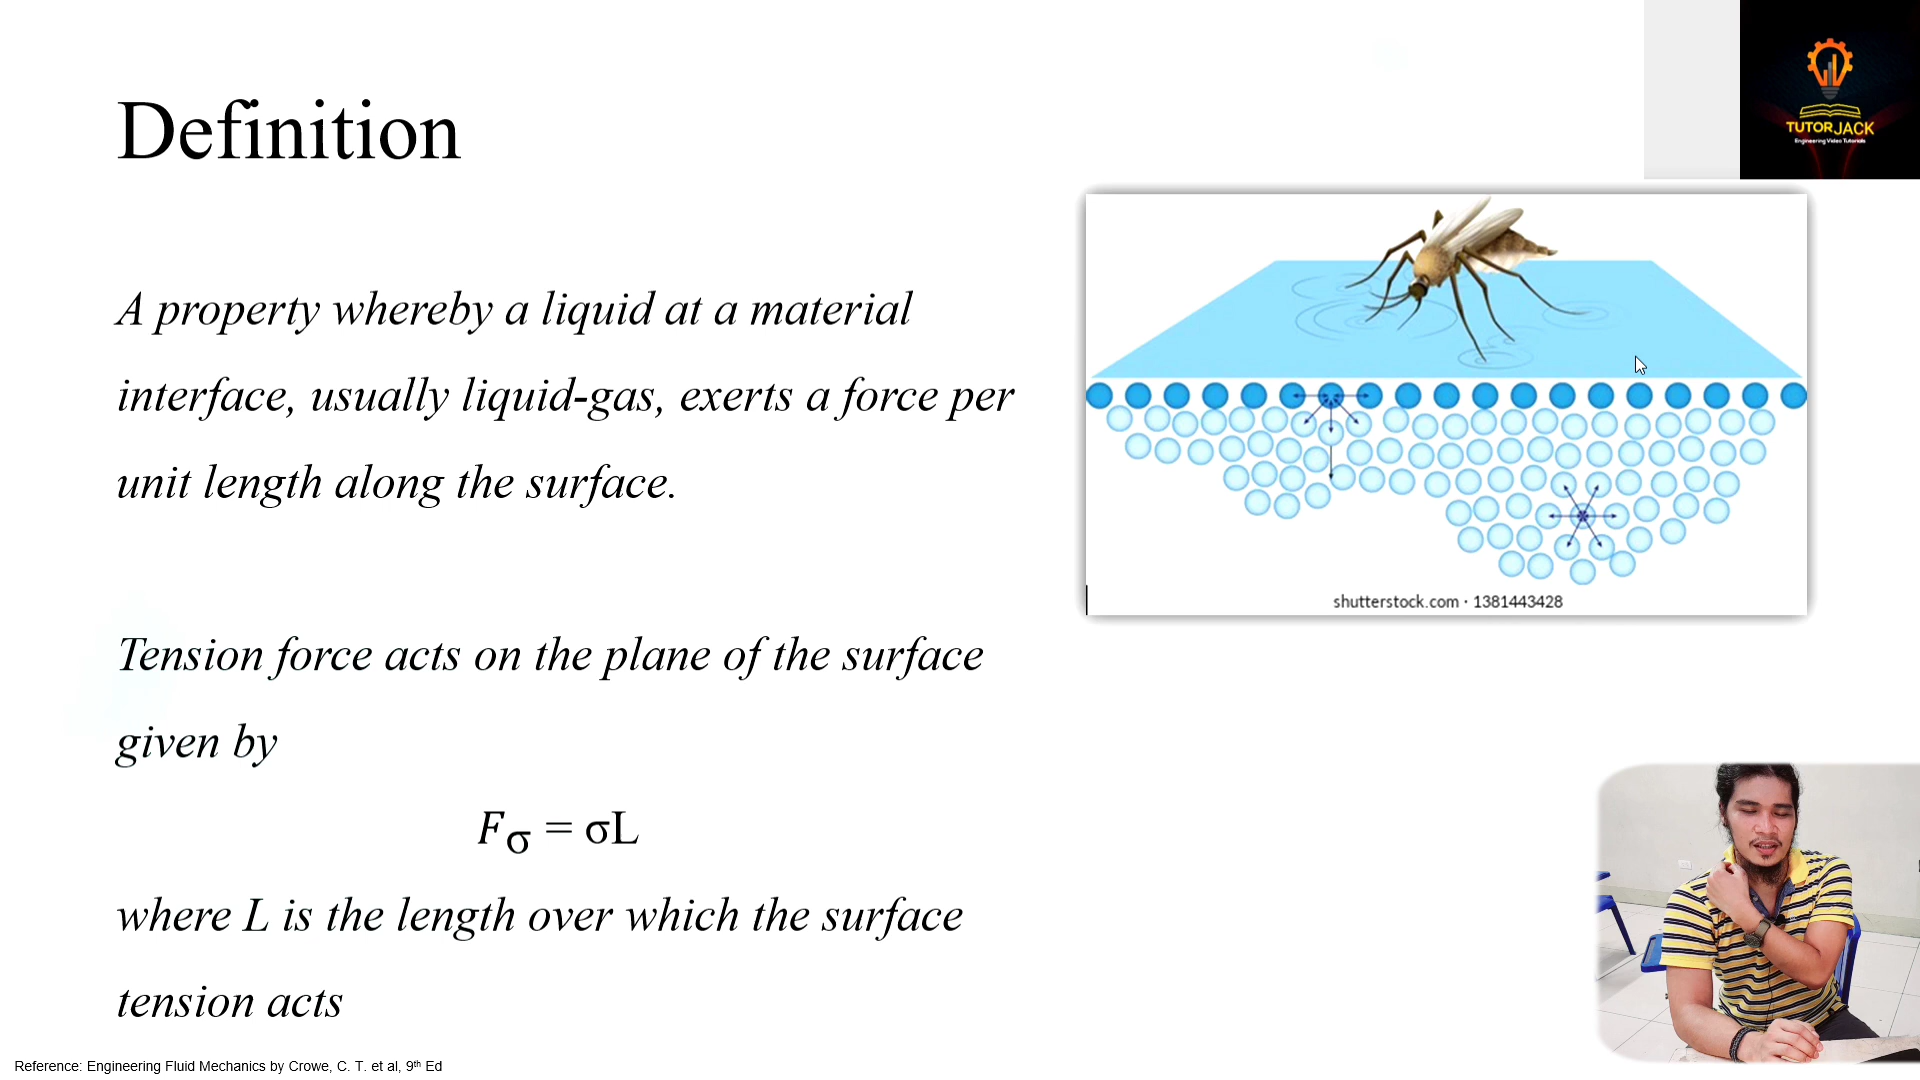 TUTORJACK
Engineering Video Tutorials
Definition
A property whereby a liquid at a material
interface, usually liquid-gas, exerts a force per
unit length along the surface.
Tension force acts on the plane of the surface
given by
Fσ = σL
where L is the length over which the surface
tension acts
shutterstock.com · 1381443428
Reference: Engineering Fluid Mechanics by Crowe, C. T. et al, 9th Ed